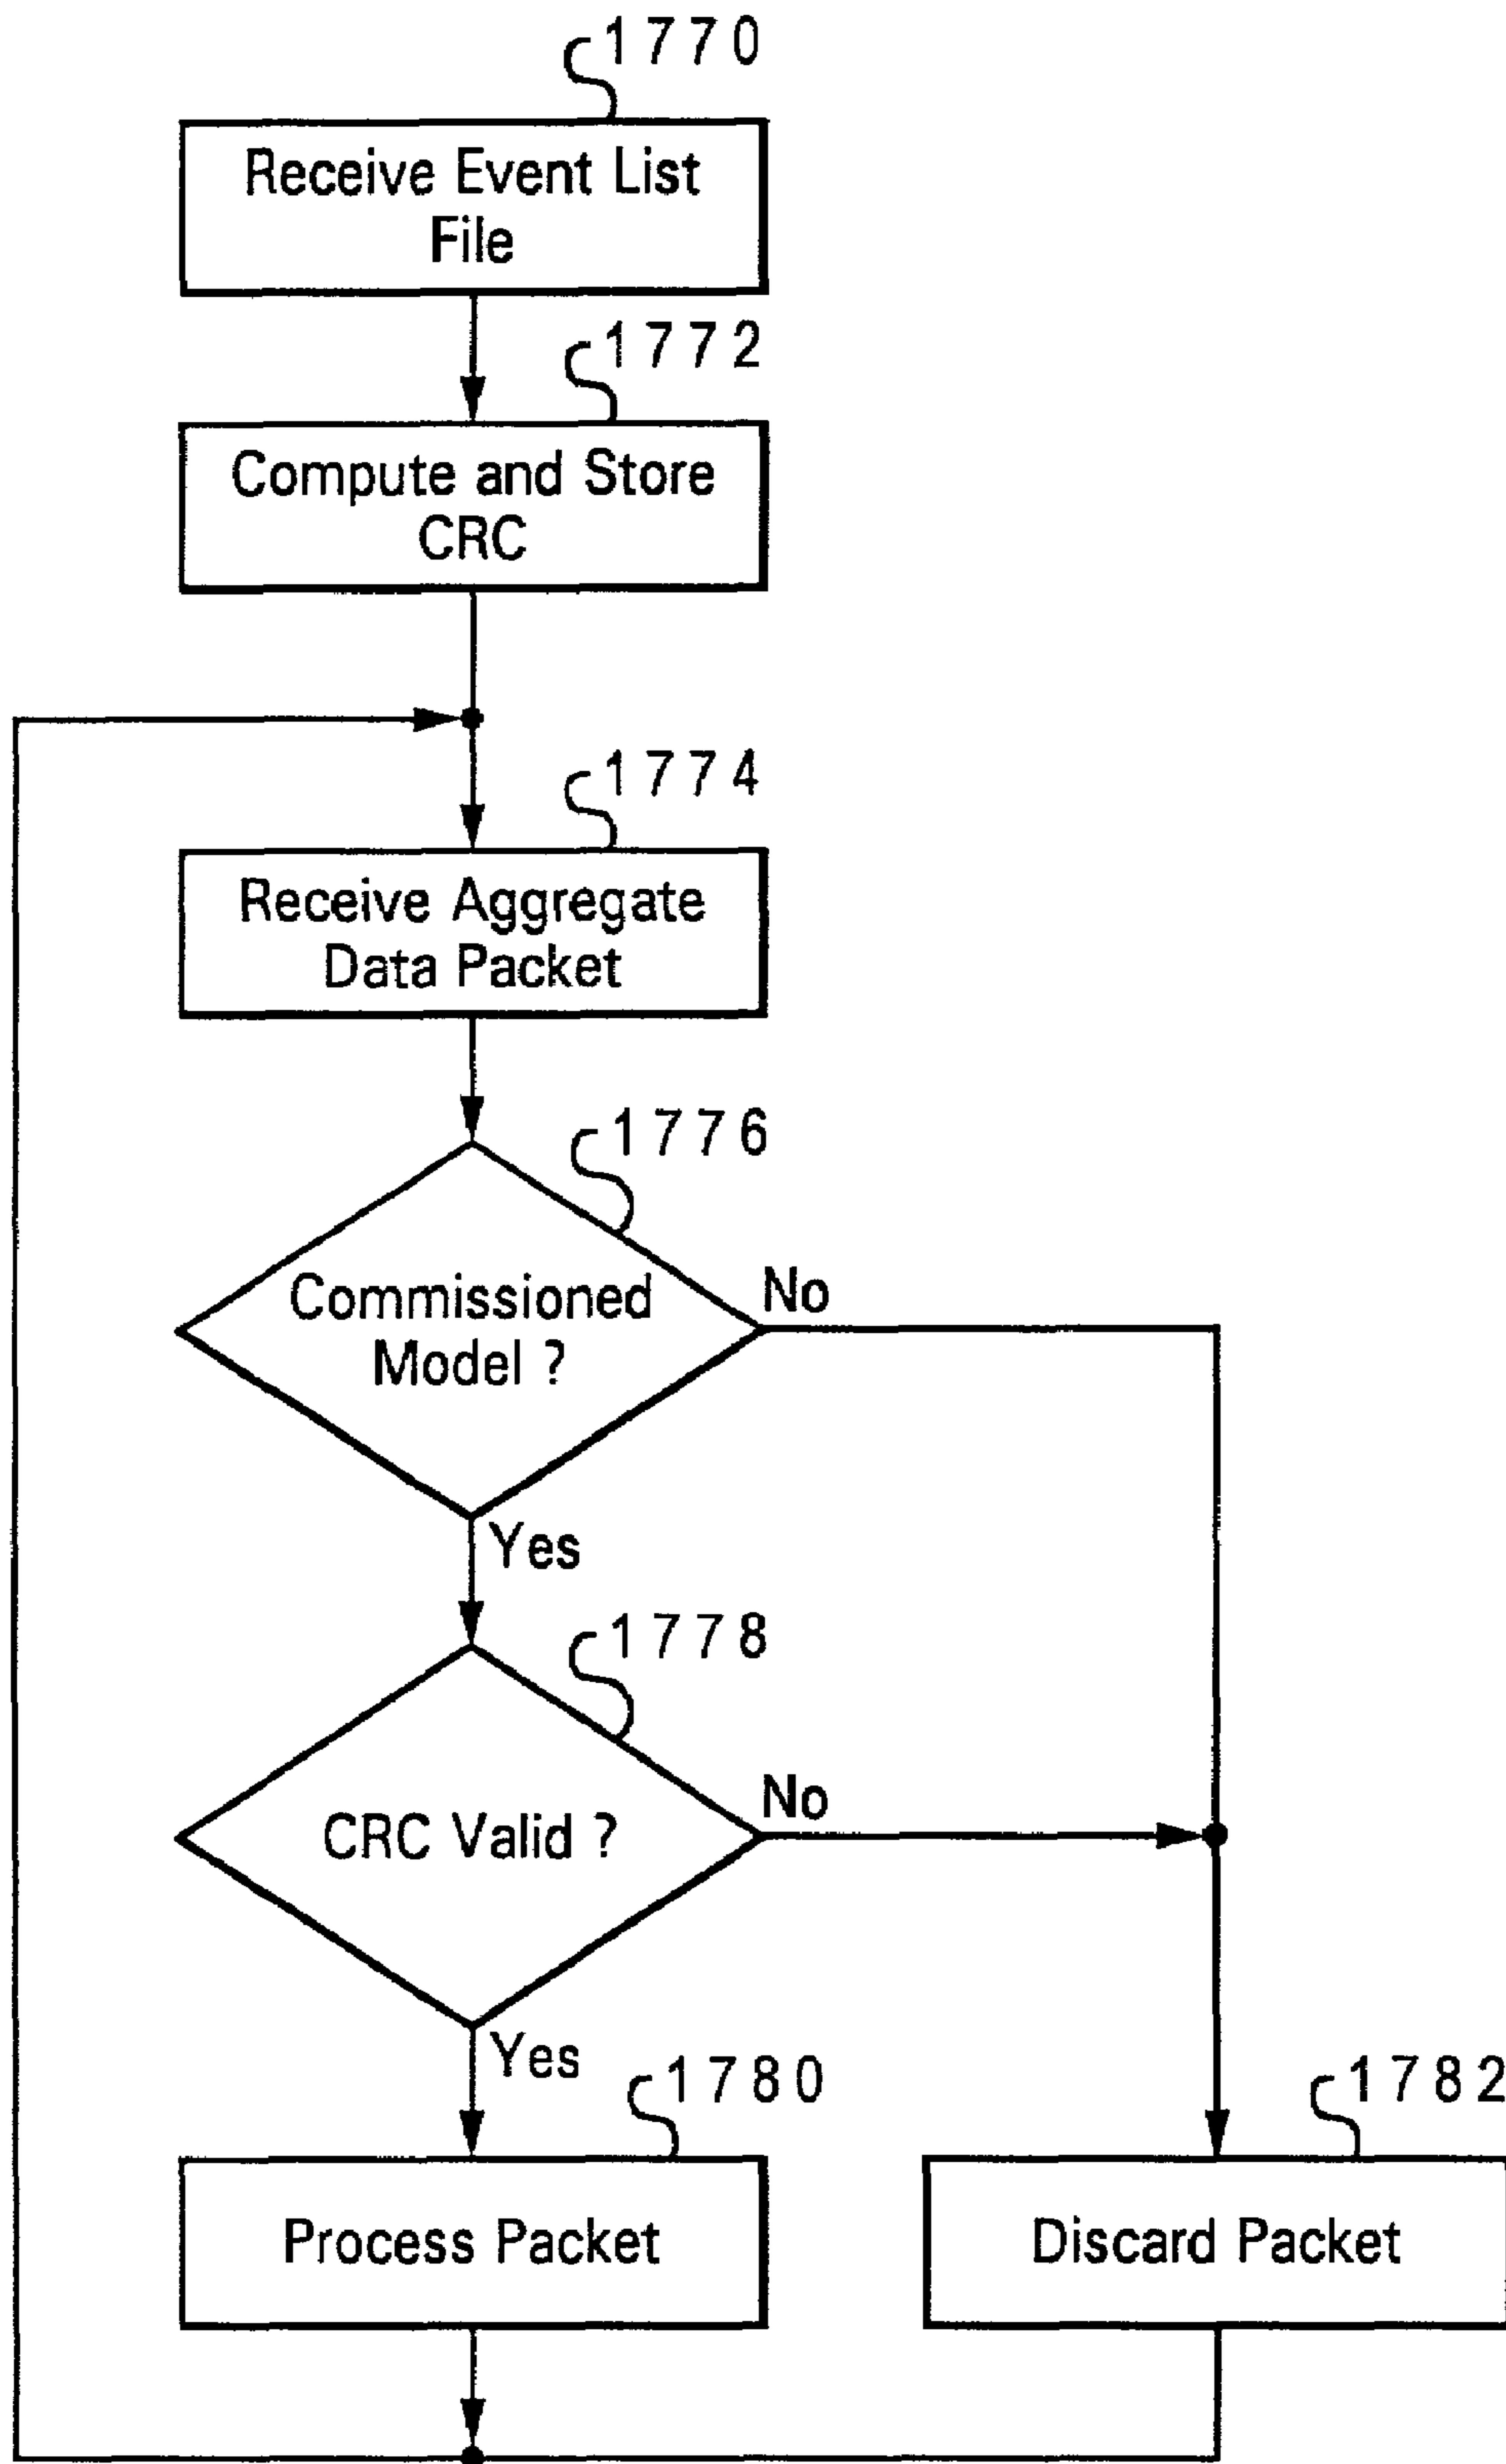 1770
Receive Event List
File
1772
Compute and Store
CRC
1774
Receive Aggregate
Data Packet
1776
Commissioned
Model ?
No
Yes
1778
CRC Valid ?
No
Yes
1780
Process Packet
1782
Discard Packet